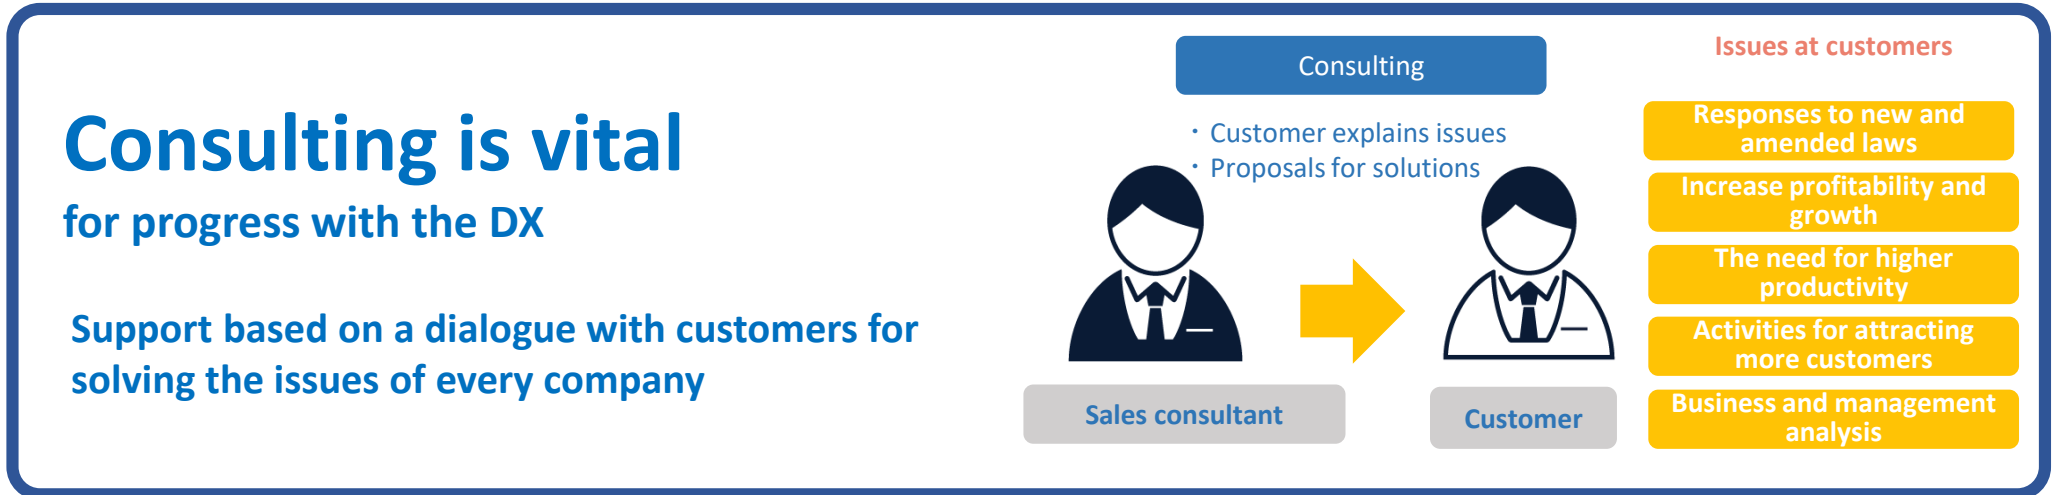 Consulting is vital
for progress with the DX
Support based on a dialogue with customers for
solving the issues of every company
Consulting
・Customer explains issues
・Proposals for solutions
Sales consultant
Customer
Issues at customers
Responses to new and
amended laws
Increase profitability and
growth
The need for higher
productivity
Activities for attracting
more customers
Business and management
analysis